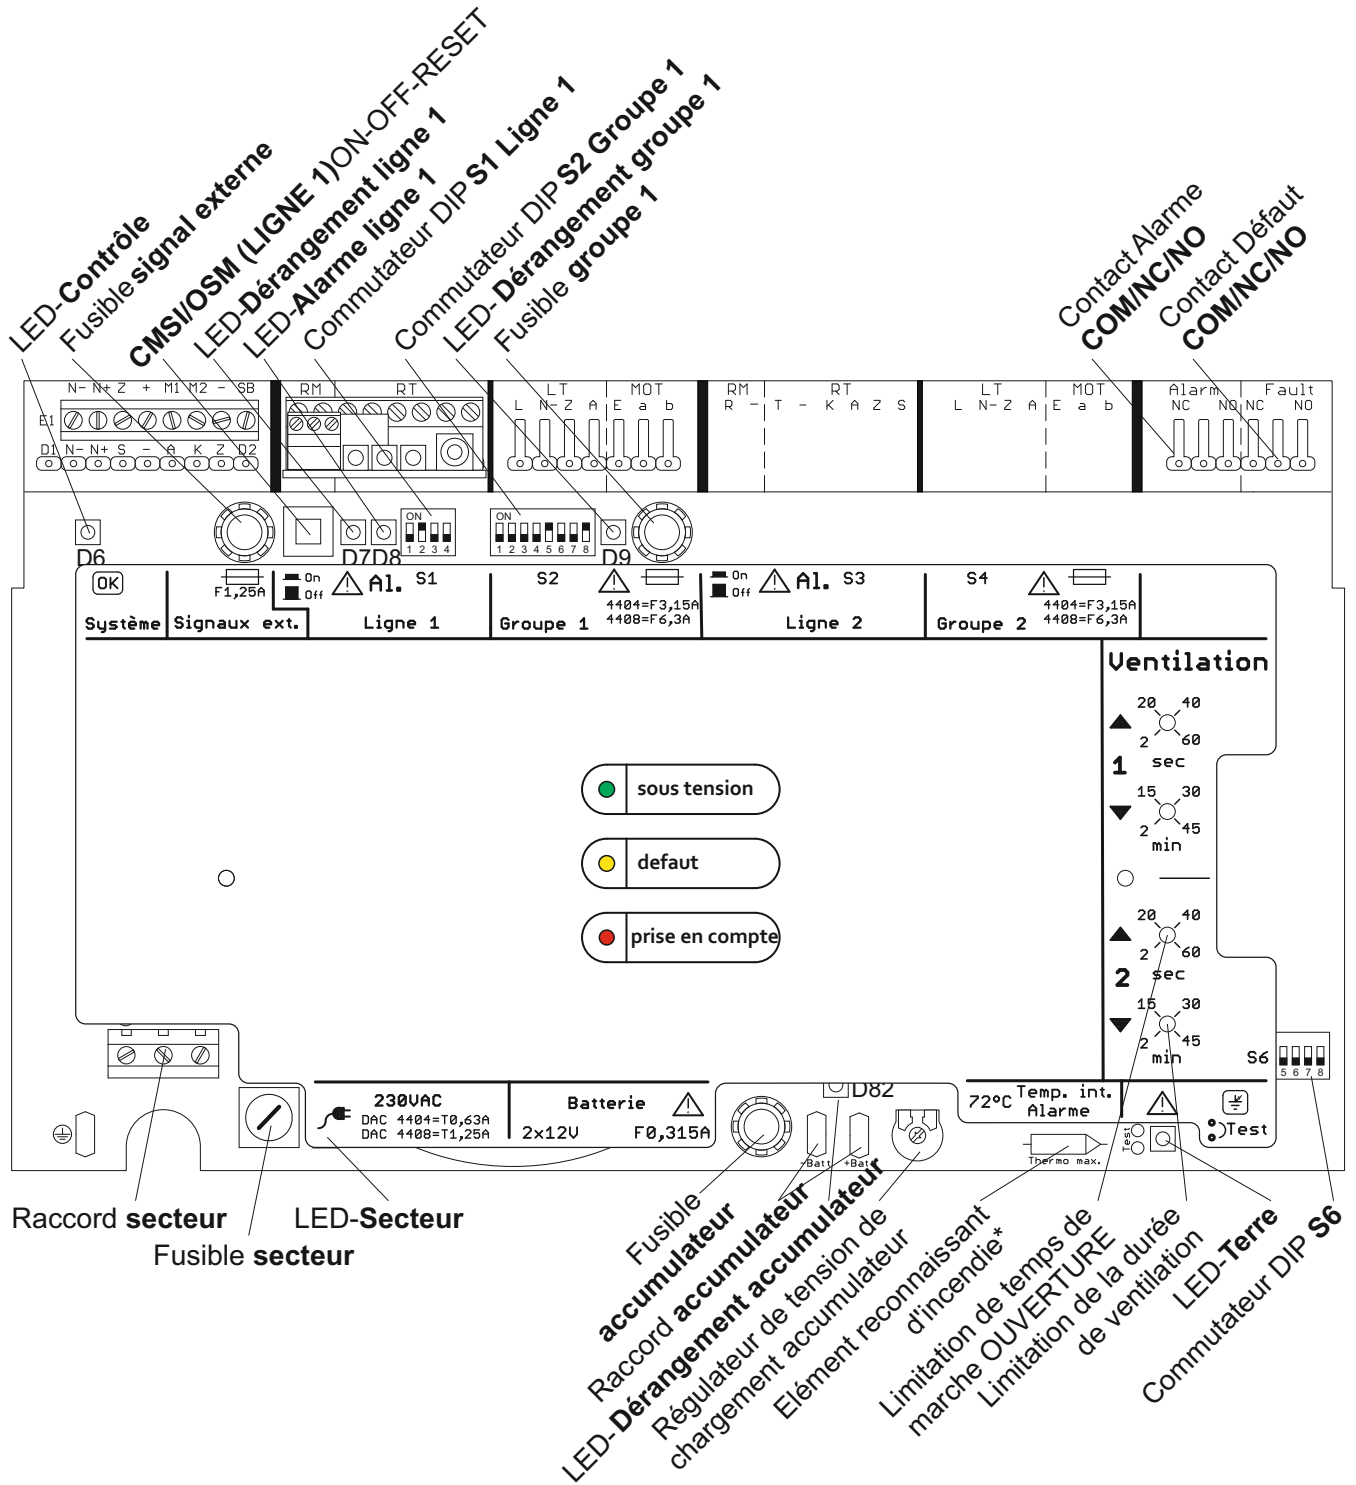 LED-Contrôle
Fusible signal externe
CMSI/OSM (LIGNE 1)ON-OFF-RESET
LED-Dérangement ligne 1
LED-Alarme ligne 1
Commutateur DIP S1 Ligne 1
Commutateur DIP S2 Groupe 1
LED- Dérangement groupe 1
Fusible groupe 1
Contact Alarme
COM/NC/NO
Contact Défaut
COM/NC/NO
N- N+ Z + M1 M2 - SB
RM RT
LT MOT
RM RT
LT MOT
Alarm Fault
L N- Z A E a b
R - T - K A Z S
L N- Z A E a b
NC NO NC NO
E1
D1 N- N+ S - A K Z D2
ON
1 2 3 4
ON
1 2 3 4 5 6 7 8
D6
D7 D8
D9
OK
F1,25A
On
Off
Al. S1
S2
4404=F3,15A
4408=F6,3A
On
Off
Al. S3
S4
4404=F3,15A
4408=F6,3A
Système
Signaux ext.
Ligne 1
Groupe 1
Ligne 2
Groupe 2
Ventilation
20 40
2 60
1 sec
15 30
2 45
min
sous tension
defaut
prise en compte
20 40
2 60
2 sec
15 30
2 45
min
S6
5 6 7 8
230VAC
DAC 4404=T0,63A
DAC 4408=T1,25A
Batterie
2x12V F0,315A
D82
-Batt +Batt
72°C Temp. int.
Alarme
Thermo max.
Test
Test
Raccord secteur
LED-Secteur
Fusible secteur
Fusible
accumulateur
Raccord accumulateur
LED- Dérangement accumulateur
Régulateur de tension de
chargement accumulateur
Elément reconnaissant
d'incendie*
Limitation de temps de
marche OUVERTURE
Limitation de la durée
de ventilation
LED-Terre
Commutateur DIP S6